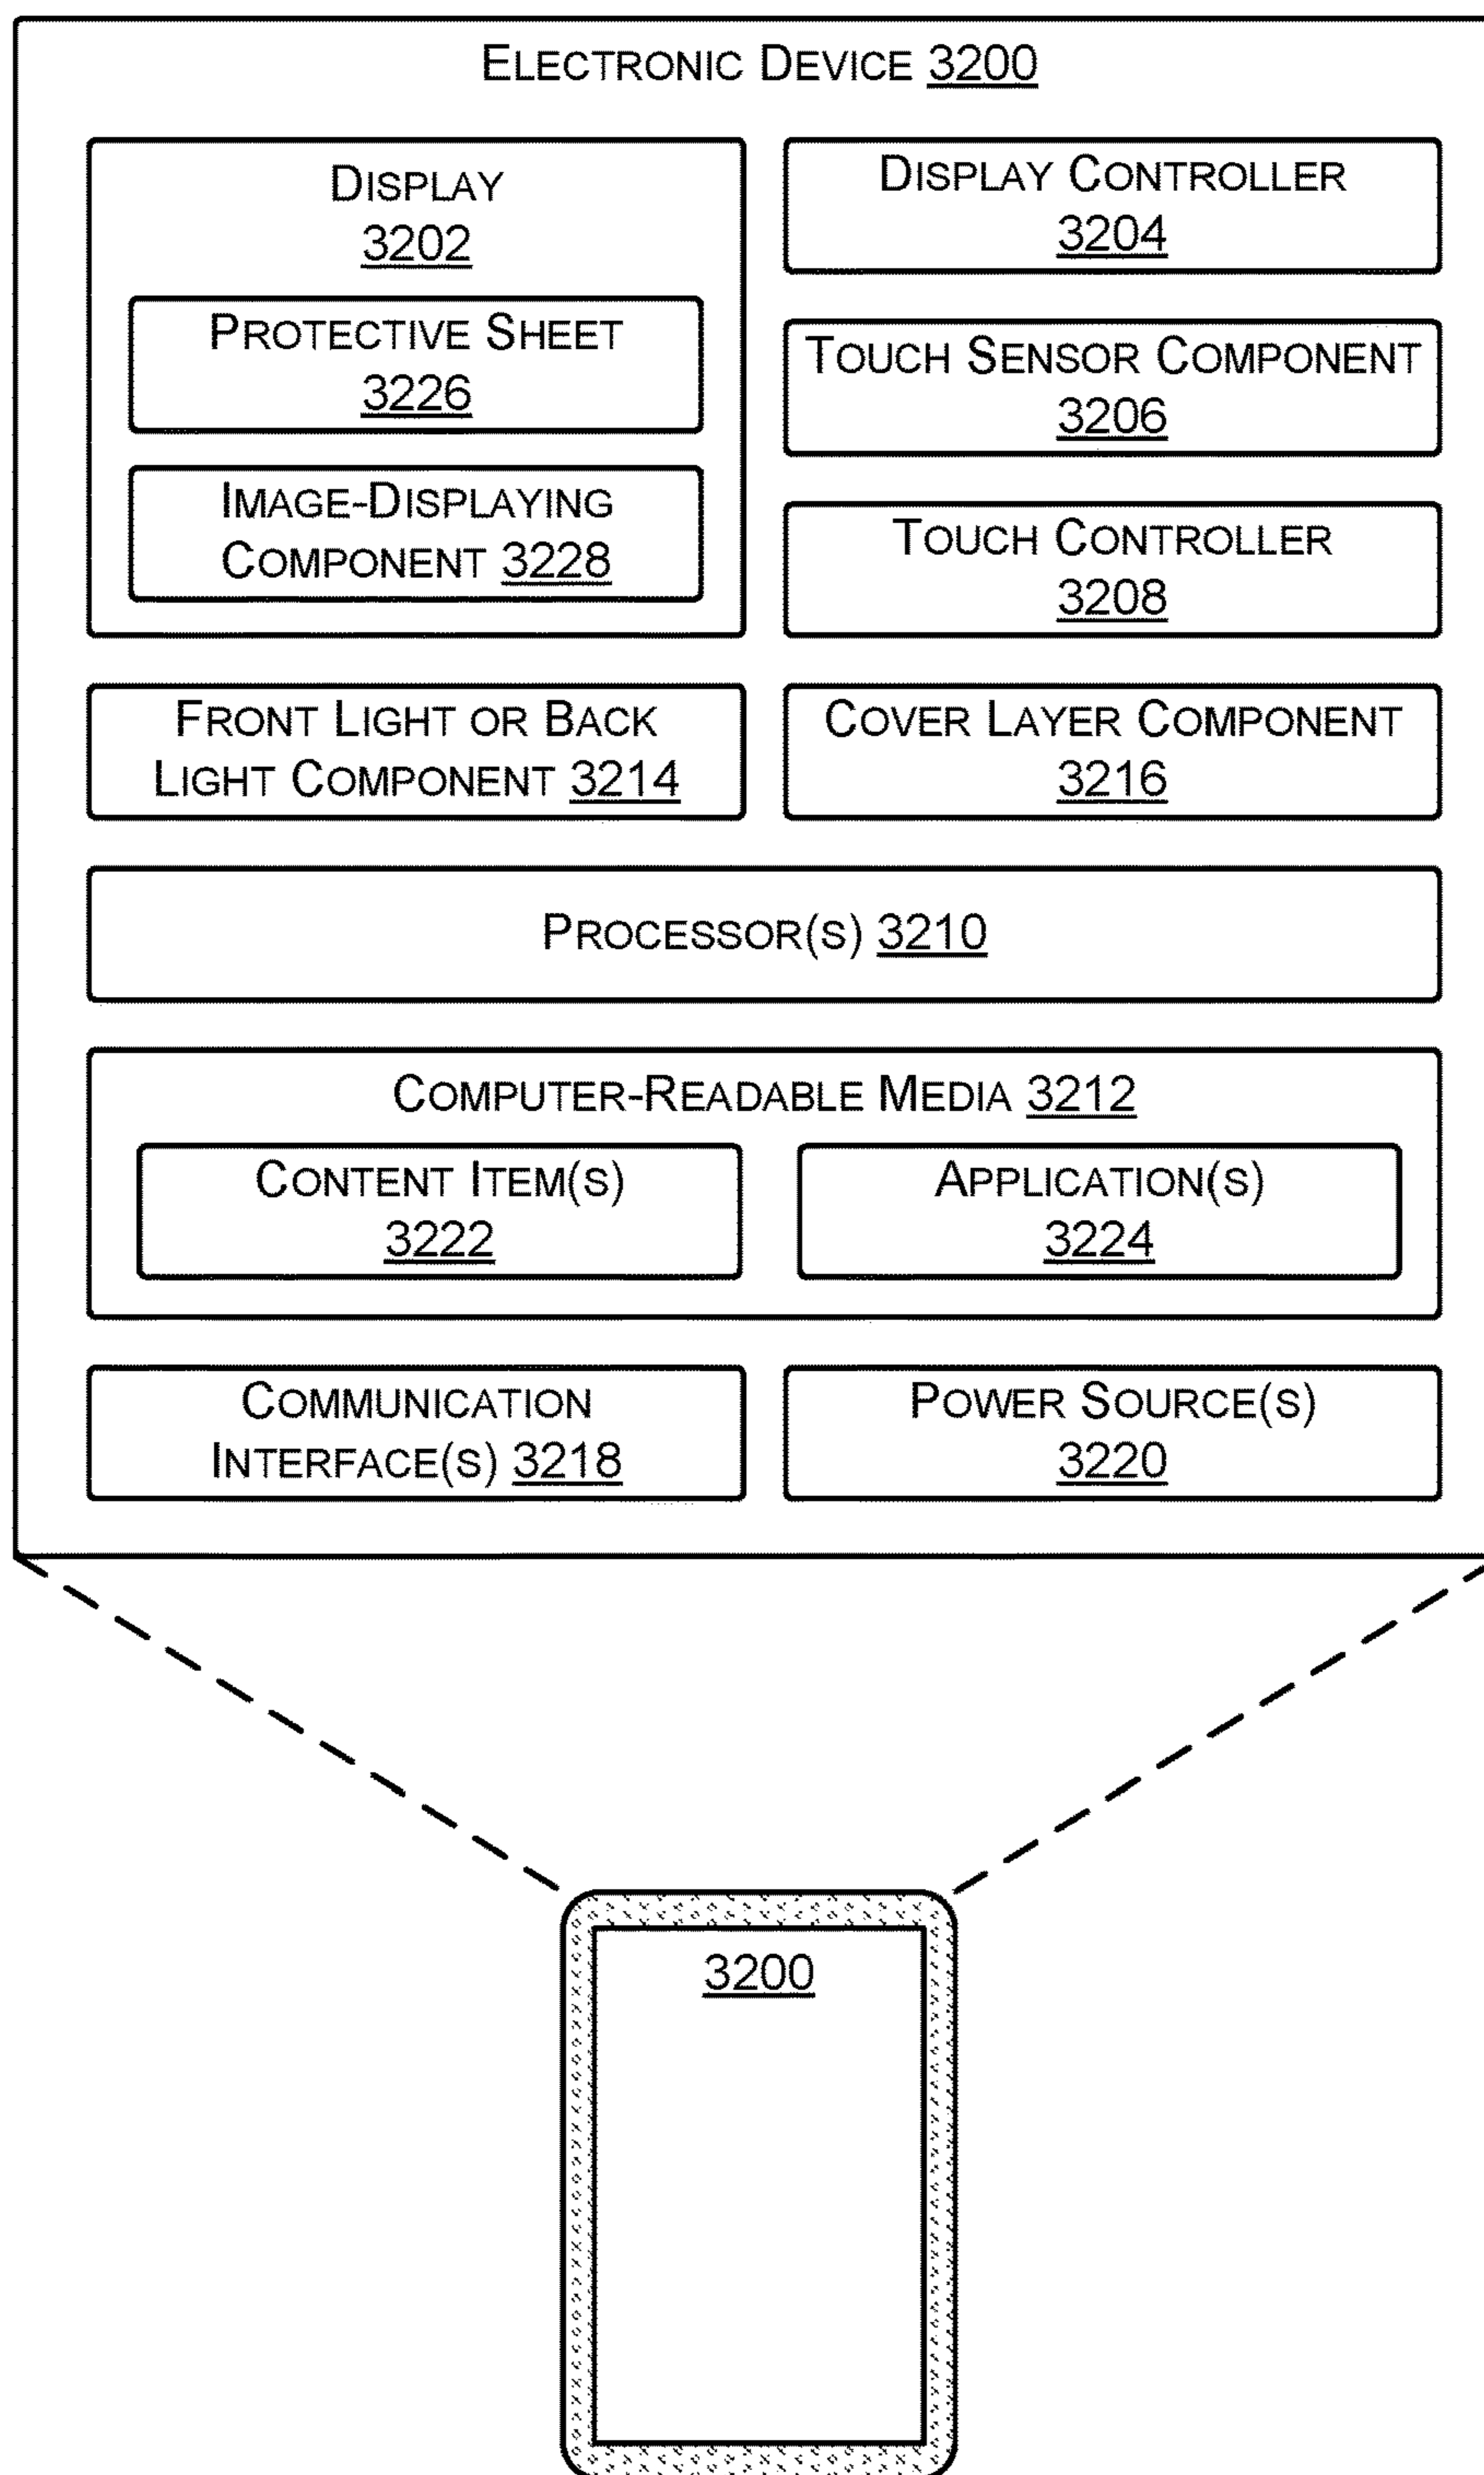 Electronic Device 3200
Display
3202
Protective Sheet
3226
Image-Displaying
Component 3228
Display Controller
3204
Touch Sensor Component
3206
Touch Controller
3208
Front Light or Back
Light Component 3214
Cover Layer Component
3216
Processor(s) 3210
Computer-Readable Media 3212
Content Item(s)
3222
Application(s)
3224
Communication
Interface(s) 3218
Power Source(s)
3220
3200